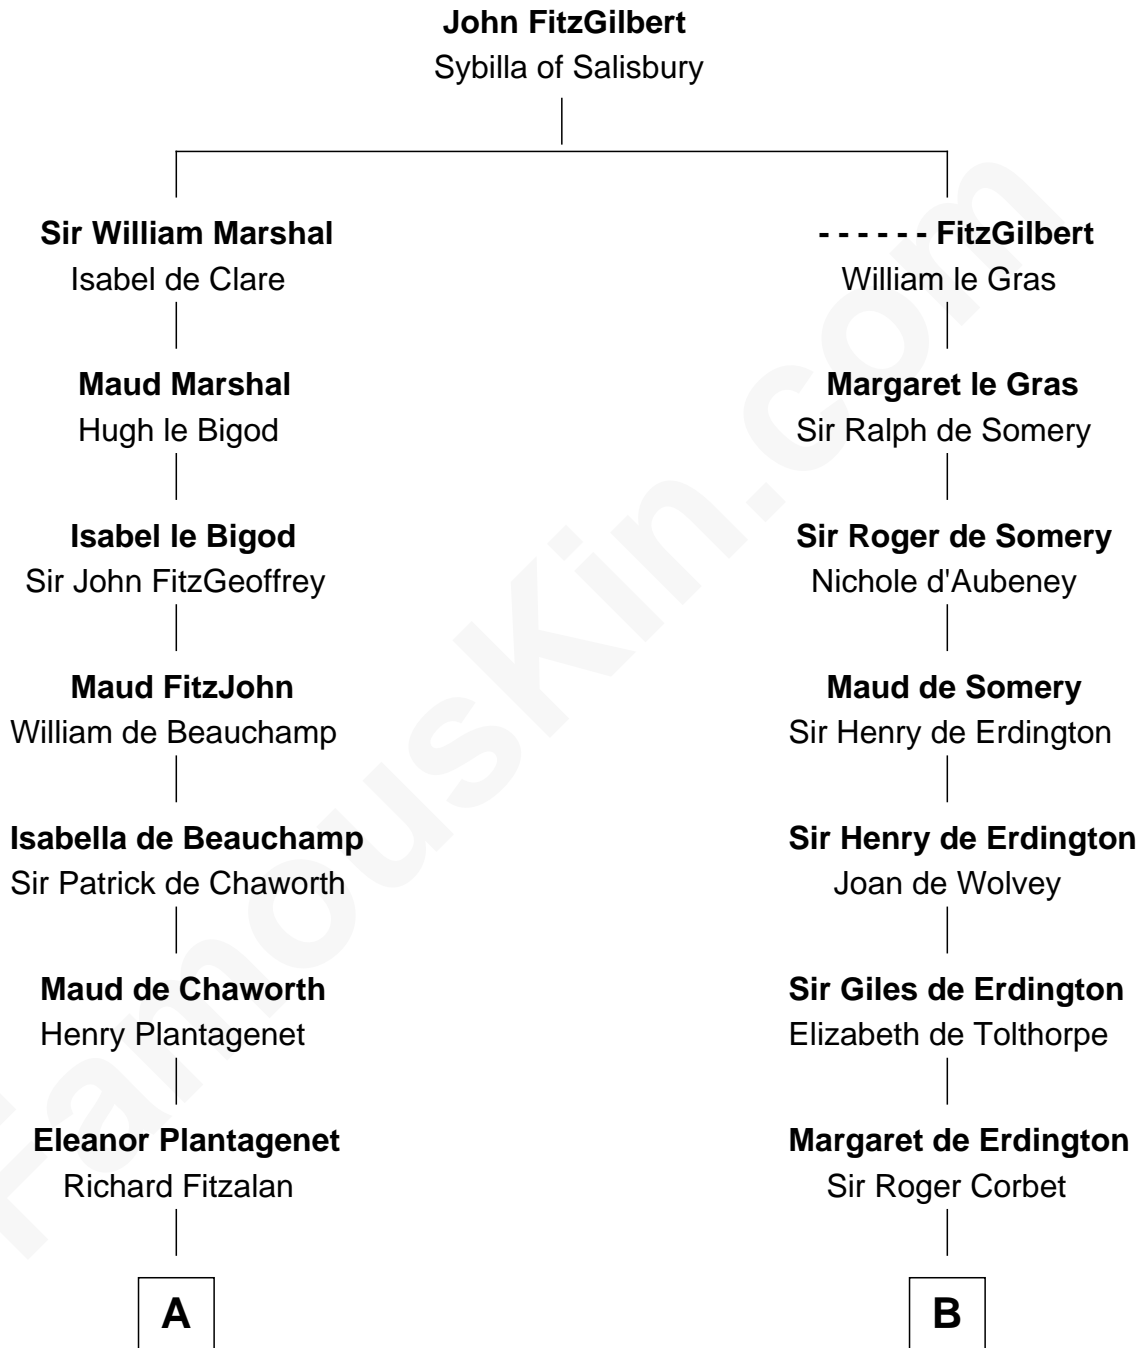 John FitzGilbert
Sybilla of Salisbury
Sir William Marshal
Isabel de Clare
Maud Marshal
Hugh le Bigod
Isabel le Bigod
Sir John FitzGeoffrey
Maud FitzJohn
William de Beauchamp
Isabella de Beauchamp
Sir Patrick de Chaworth
Maud de Chaworth
Henry Plantagenet
Eleanor Plantagenet
Richard Fitzalan
A
- - - - - - FitzGilbert
William le Gras
Margaret le Gras
Sir Ralph de Somery
Sir Roger de Somery
Nichole d'Aubeney
Maud de Somery
Sir Henry de Erdington
Sir Henry de Erdington
Joan de Wolvey
Sir Giles de Erdington
Elizabeth de Tolthorpe
Margaret de Erdington
Sir Roger Corbet
B
FamousKin.com